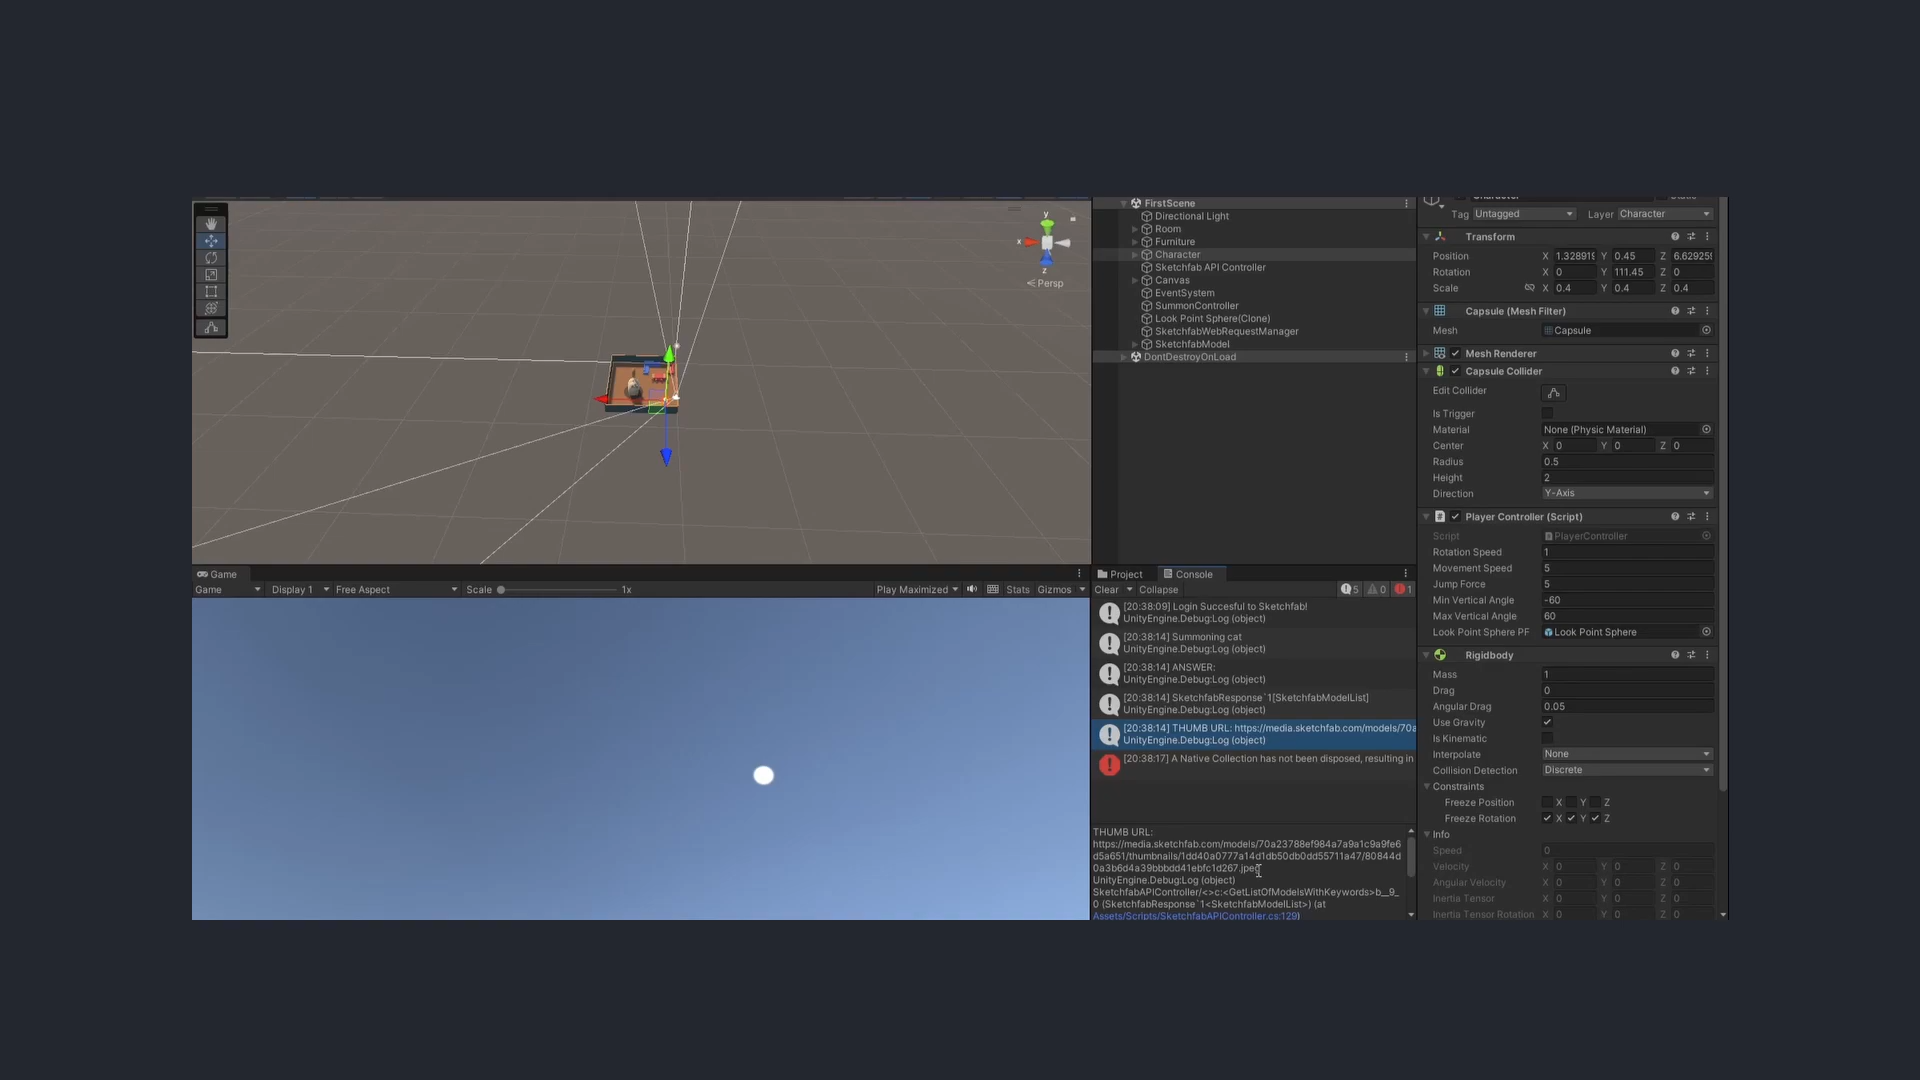 y
x
z
Persp
FirstScene
Directional Light
Room
Furniture
Character
Sketchfab API Controller
Canvas
EventSystem
SummonController
Look Point Sphere(Clone)
SketchfabWebRequestManager
SketchfabModel
DontDestroyOnLoad
Tag Untagged Layer Character
Transform
Position X 1.328919 Y 0.45 Z 6.629259
Rotation X 0 Y 111.45 Z 0
Scale X 0.4 Y 0.4 Z 0.4
Capsule (Mesh Filter)
Mesh Capsule
Mesh Renderer
Capsule Collider
Edit Collider
Is Trigger
Material None (Physic Material)
Center X 0 Y 0 Z 0
Radius 0.5
Height 2
Direction Y-Axis
Player Controller (Script)
Script PlayerController
Rotation Speed 1
Movement Speed 5
Jump Force 5
Min Vertical Angle -60
Max Vertical Angle 60
Look Point Sphere PF Look Point Sphere
Rigidbody
Mass 1
Drag 0
Angular Drag 0.05
Use Gravity
Is Kinematic
Interpolate None
Collision Detection Discrete
Constraints
Freeze Position X Y Z
Freeze Rotation X Y Z
Info
Speed 0
Velocity X 0 Y 0 Z 0
Angular Velocity X 0 Y 0 Z 0
Inertia Tensor X 0 Y 0 Z 0
Inertia Tensor Rotation X 0 Y 0 Z 0
Game
Game Display 1 Free Aspect Scale 1x Play Maximized Stats Gizmos
Project Console
Clear Collapse 5 0 1
[20:38:09] Login Succesful to Sketchfab!
UnityEngine.Debug:Log (object)
[20:38:14] Summoning cat
UnityEngine.Debug:Log (object)
[20:38:14] ANSWER:
UnityEngine.Debug:Log (object)
[20:38:14] SketchfabResponse`1[SketchfabModelList]
UnityEngine.Debug:Log (object)
[20:38:14] THUMB URL: https://media.sketchfab.com/models/70a
UnityEngine.Debug:Log (object)
[20:38:17] A Native Collection has not been disposed, resulting in
THUMB URL:
https://media.sketchfab.com/models/70a23788ef984a7a9a1c9a9fe6
d5a651/thumbnails/1dd40a0777a14d1db50db0dd55711a47/80844d
0a3b6d4a39bbbdd41ebfc1d267.jpeg
UnityEngine.Debug:Log (object)
SketchfabAPIController/<>c:<GetListOfModelsWithKeywords>b__9_
0 (SketchfabResponse`1<SketchfabModelList>) (at
Assets/Scripts/SketchfabAPIController.cs:129)